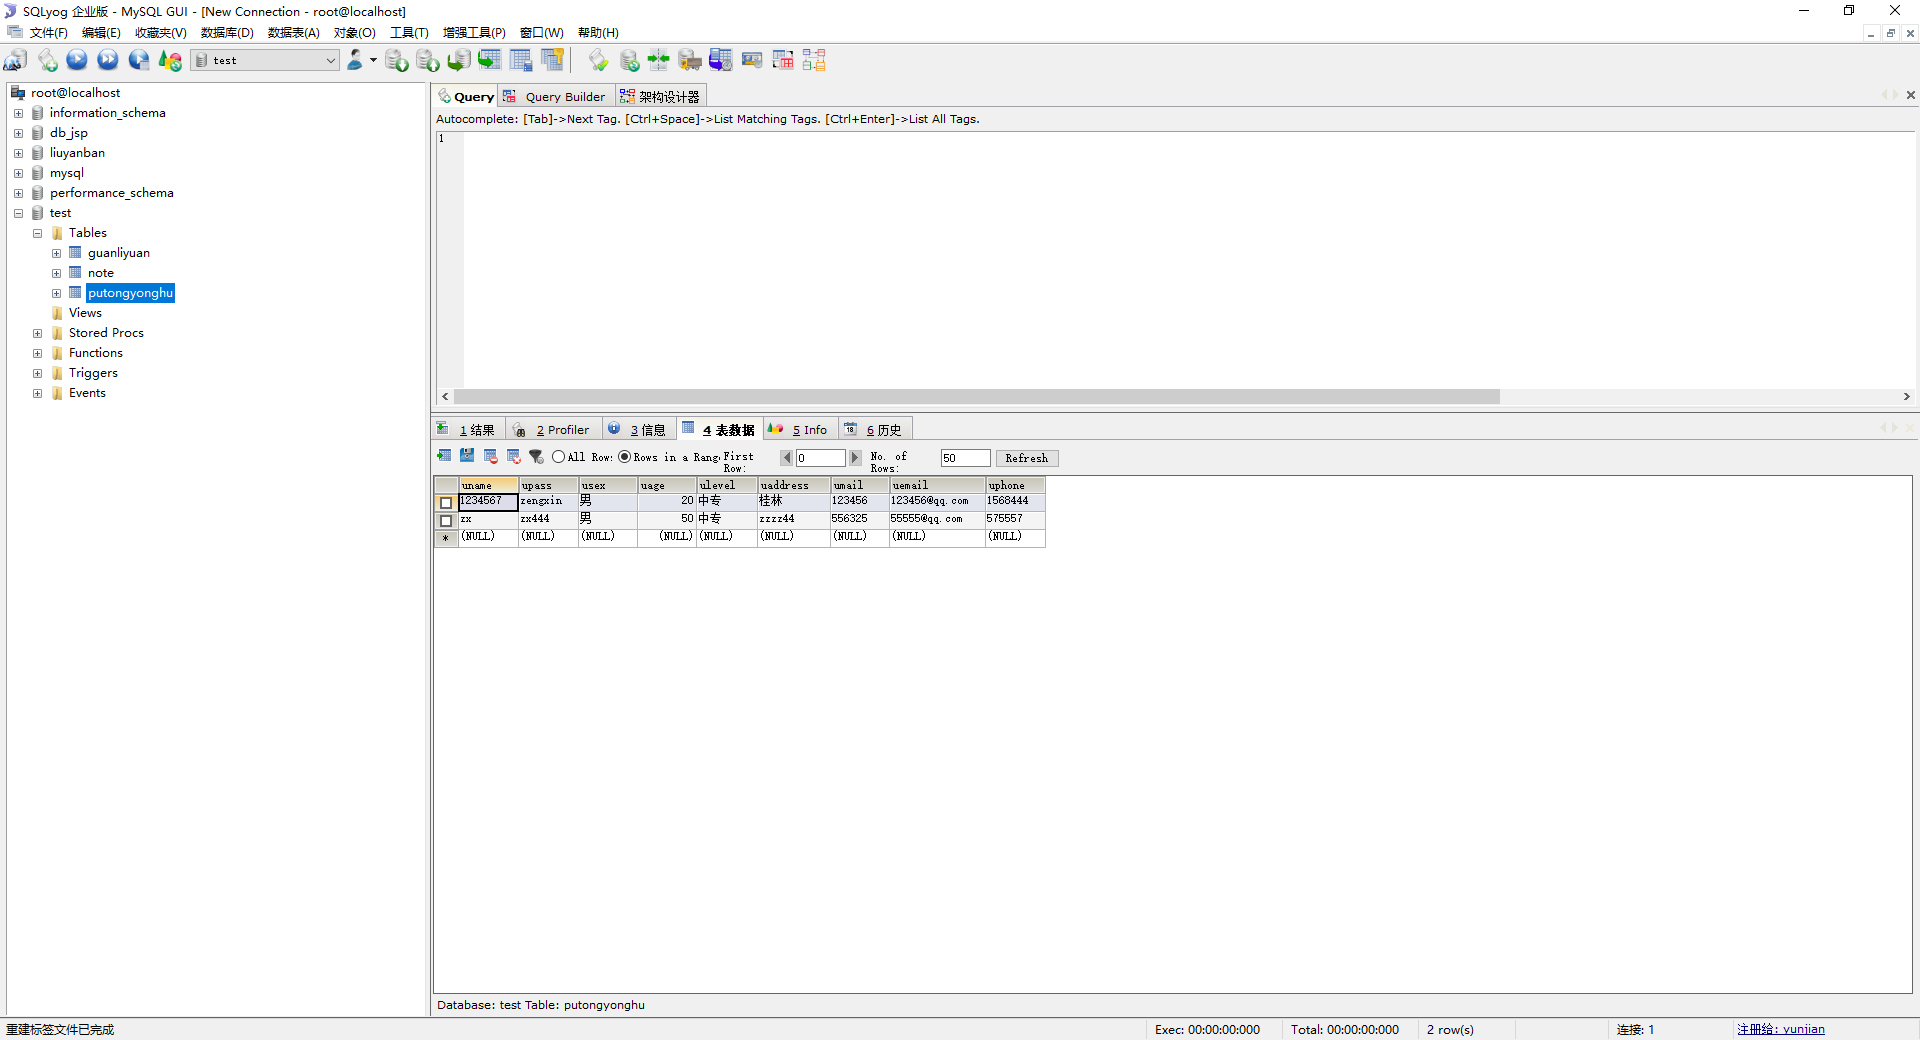 SQLyog 企业版 - MySQL GUI - [New Connection - root@localhost]
文件(F) 编辑(E) 收藏夹(V) 数据库(D) 数据表(A) 对象(O) 工具(T) 增强工具(P) 窗口(W) 帮助(H)
test
root@localhost
information_schema
db_jsp
liuyanban
mysql
performance_schema
test
Tables
guanliyuan
note
putongyonghu
Views
Stored Procs
Functions
Triggers
Events
Query Query Builder 架构设计器
Autocomplete: [Tab]->Next Tag. [Ctrl+Space]->List Matching Tags. [Ctrl+Enter]->List All Tags.
1
1 结果 2 Profiler 3 信息 4 表数据 5 Info 6 历史
All Row: Rows in a Rang. First Row: 0 No. of Rows: 50 Refresh
uname upass usex uage ulevel uaddress umail uemail uphone
1234567 zengxin 男 20 中专 桂林 123456 123456@qq.com 1568444
zx zx444 男 50 中专 zzzz44 556325 55555@qq.com 575557
* (NULL) (NULL) (NULL) (NULL) (NULL) (NULL) (NULL) (NULL) (NULL)
Database: test Table: putongyonghu
重建标签文件已完成 Exec: 00:00:00:000 Total: 00:00:00:000 2 row(s) 连接: 1 注册给: yunjian